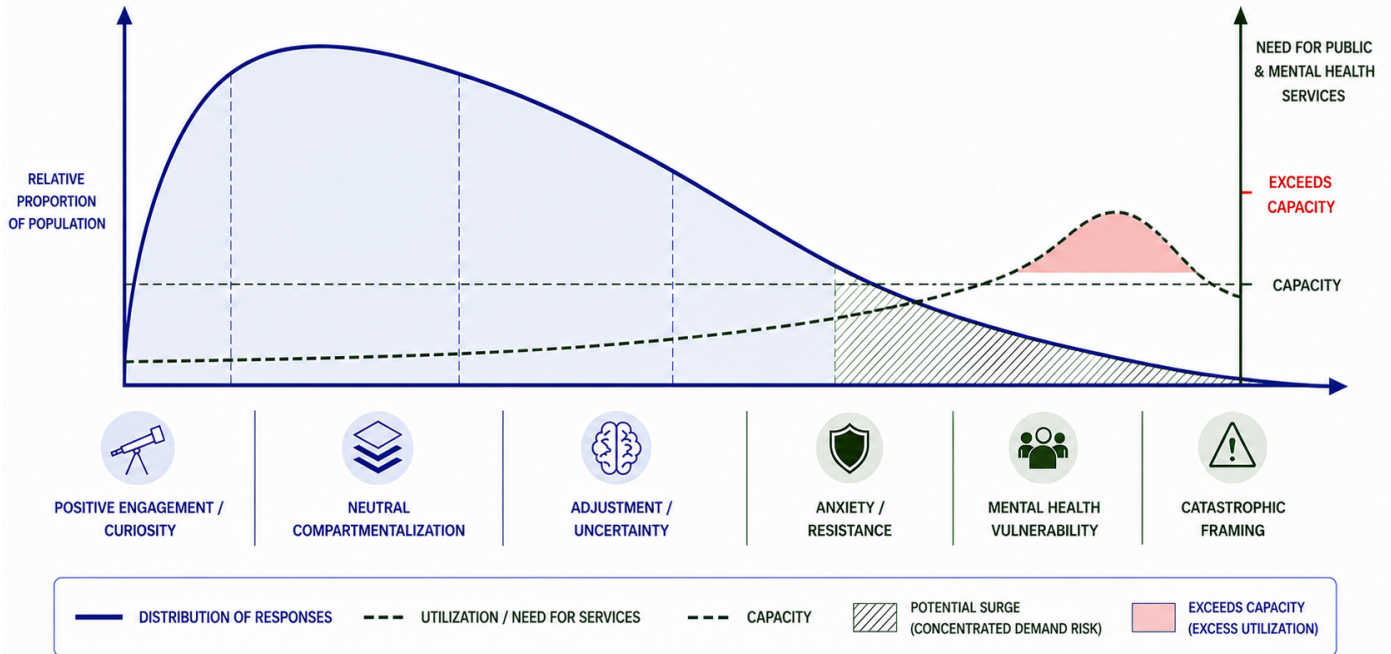 NEED FOR PUBLIC
& MENTAL HEALTH
SERVICES
RELATIVE
PROPORTION
OF POPULATION
EXCEEDS
CAPACITY
CAPACITY
POSITIVE ENGAGEMENT /
CURIOSITY
NEUTRAL
COMPARTMENTALIZATION
ADJUSTMENT /
UNCERTAINTY
ANXIETY /
RESISTANCE
MENTAL HEALTH
VULNERABILITY
CATASTROPHIC
FRAMING
DISTRIBUTION OF RESPONSES
UTILIZATION / NEED FOR SERVICES
CAPACITY
POTENTIAL SURGE
(CONCENTRATED DEMAND RISK)
EXCEEDS CAPACITY
(EXCESS UTILIZATION)